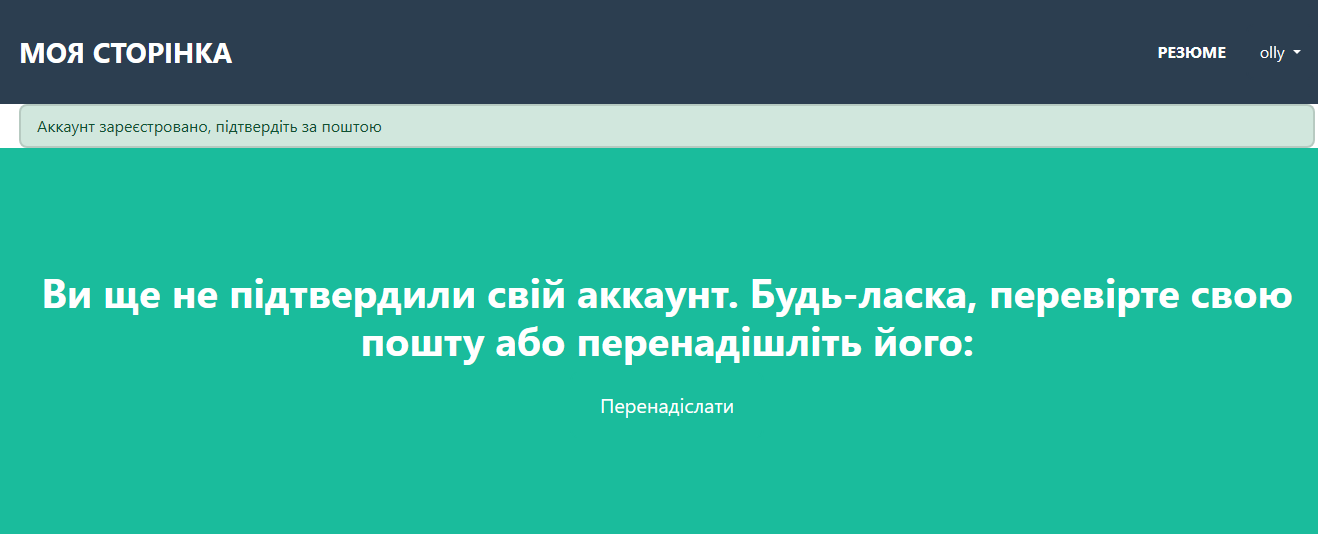 МОЯ СТОРІНКА
РЕЗЮМЕ
olly
Аккаунт зареєстровано, підтвердіть за поштою
Ви ще не підтвердили свій аккаунт. Будь-ласка, перевірте свою
пошту або перенадішліть його:
Перенадіслати